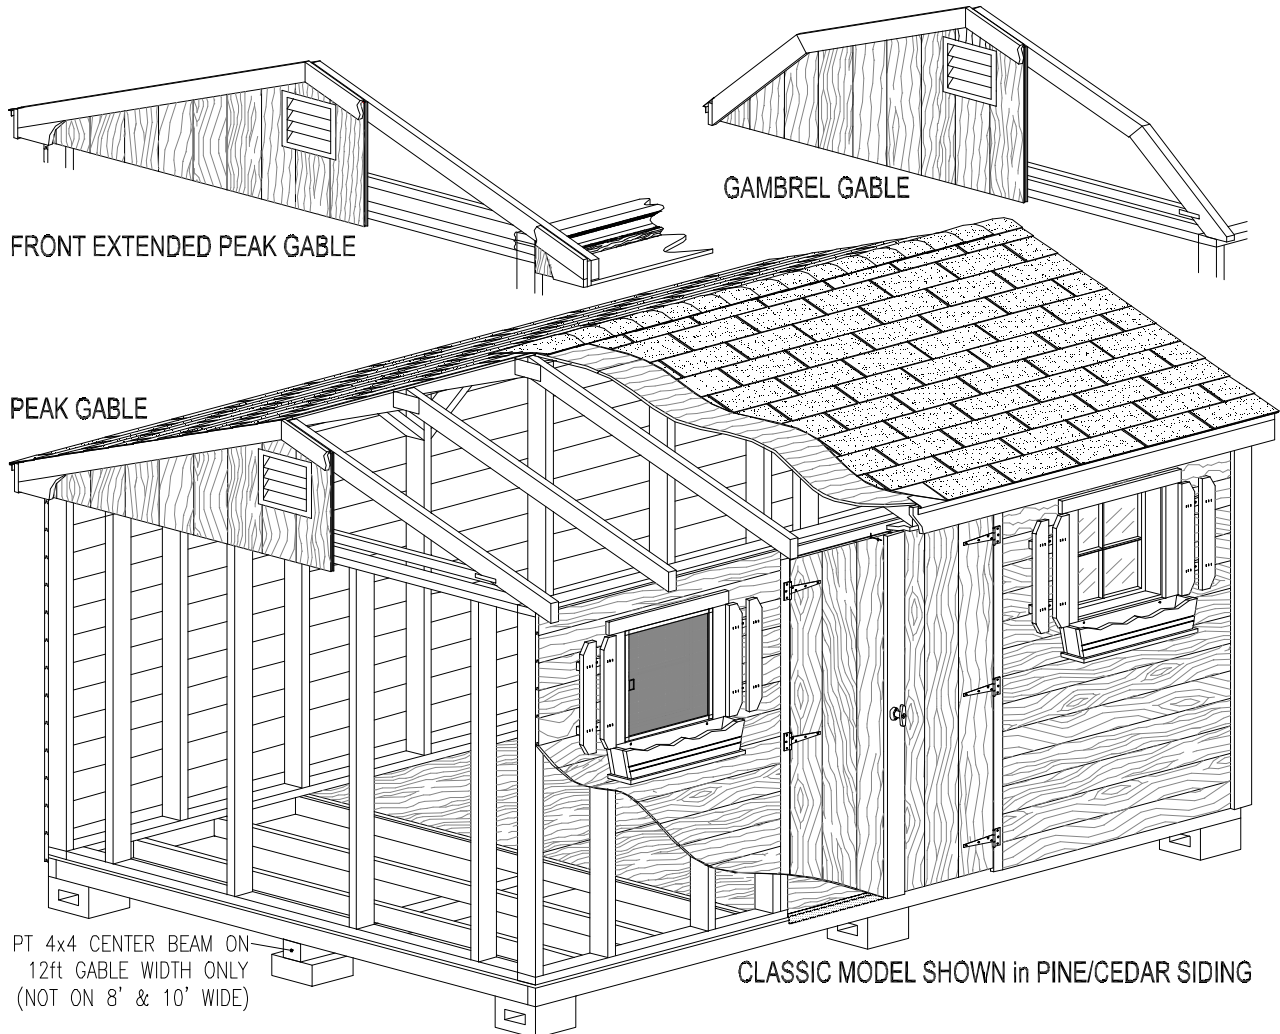 GAMBREL GABLE
FRONT EXTENDED PEAK GABLE
PEAK GABLE
PT 4x4 CENTER BEAM ON
12ft GABLE WIDTH ONLY
(NOT ON 8' & 10' WIDE)
CLASSIC MODEL SHOWN in PINE/CEDAR SIDING